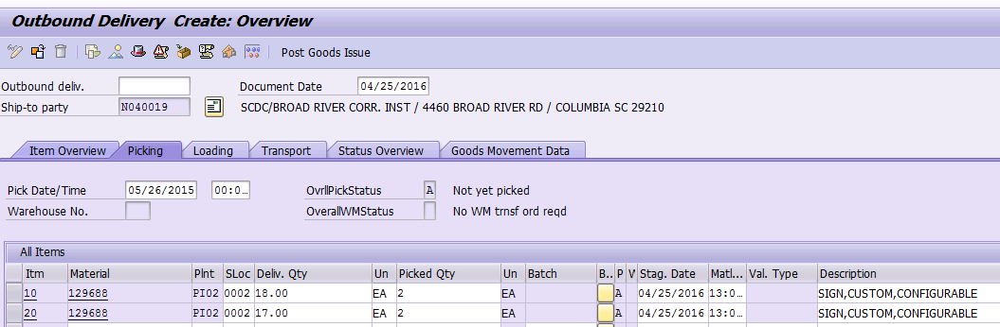 Outbound Delivery Create: Overview
Post Goods Issue
Outbound deliv. Document Date 04/25/2016
Ship-to party N040019 SCDC/BROAD RIVER CORR. INST / 4460 BROAD RIVER RD / COLUMBIA SC 29210
Item Overview Picking Loading Transport Status Overview Goods Movement Data
Pick Date/Time 05/26/2015 00:0… OvrllPickStatus A Not yet picked
Warehouse No. OverallWMStatus No WM trnsf ord reqd
All Items
Itm Material Plnt SLoc Deliv. Qty Un Picked Qty Un Batch B.. P W Stag. Date Matl... Val. Type Description
10 129688 PI02 0002 18.00 EA 2 EA A 04/25/2016 13:0… SIGN,CUSTOM,CONFIGURABLE
20 129688 PI02 0002 17.00 EA 2 EA A 04/25/2016 13:0… SIGN,CUSTOM,CONFIGURABLE